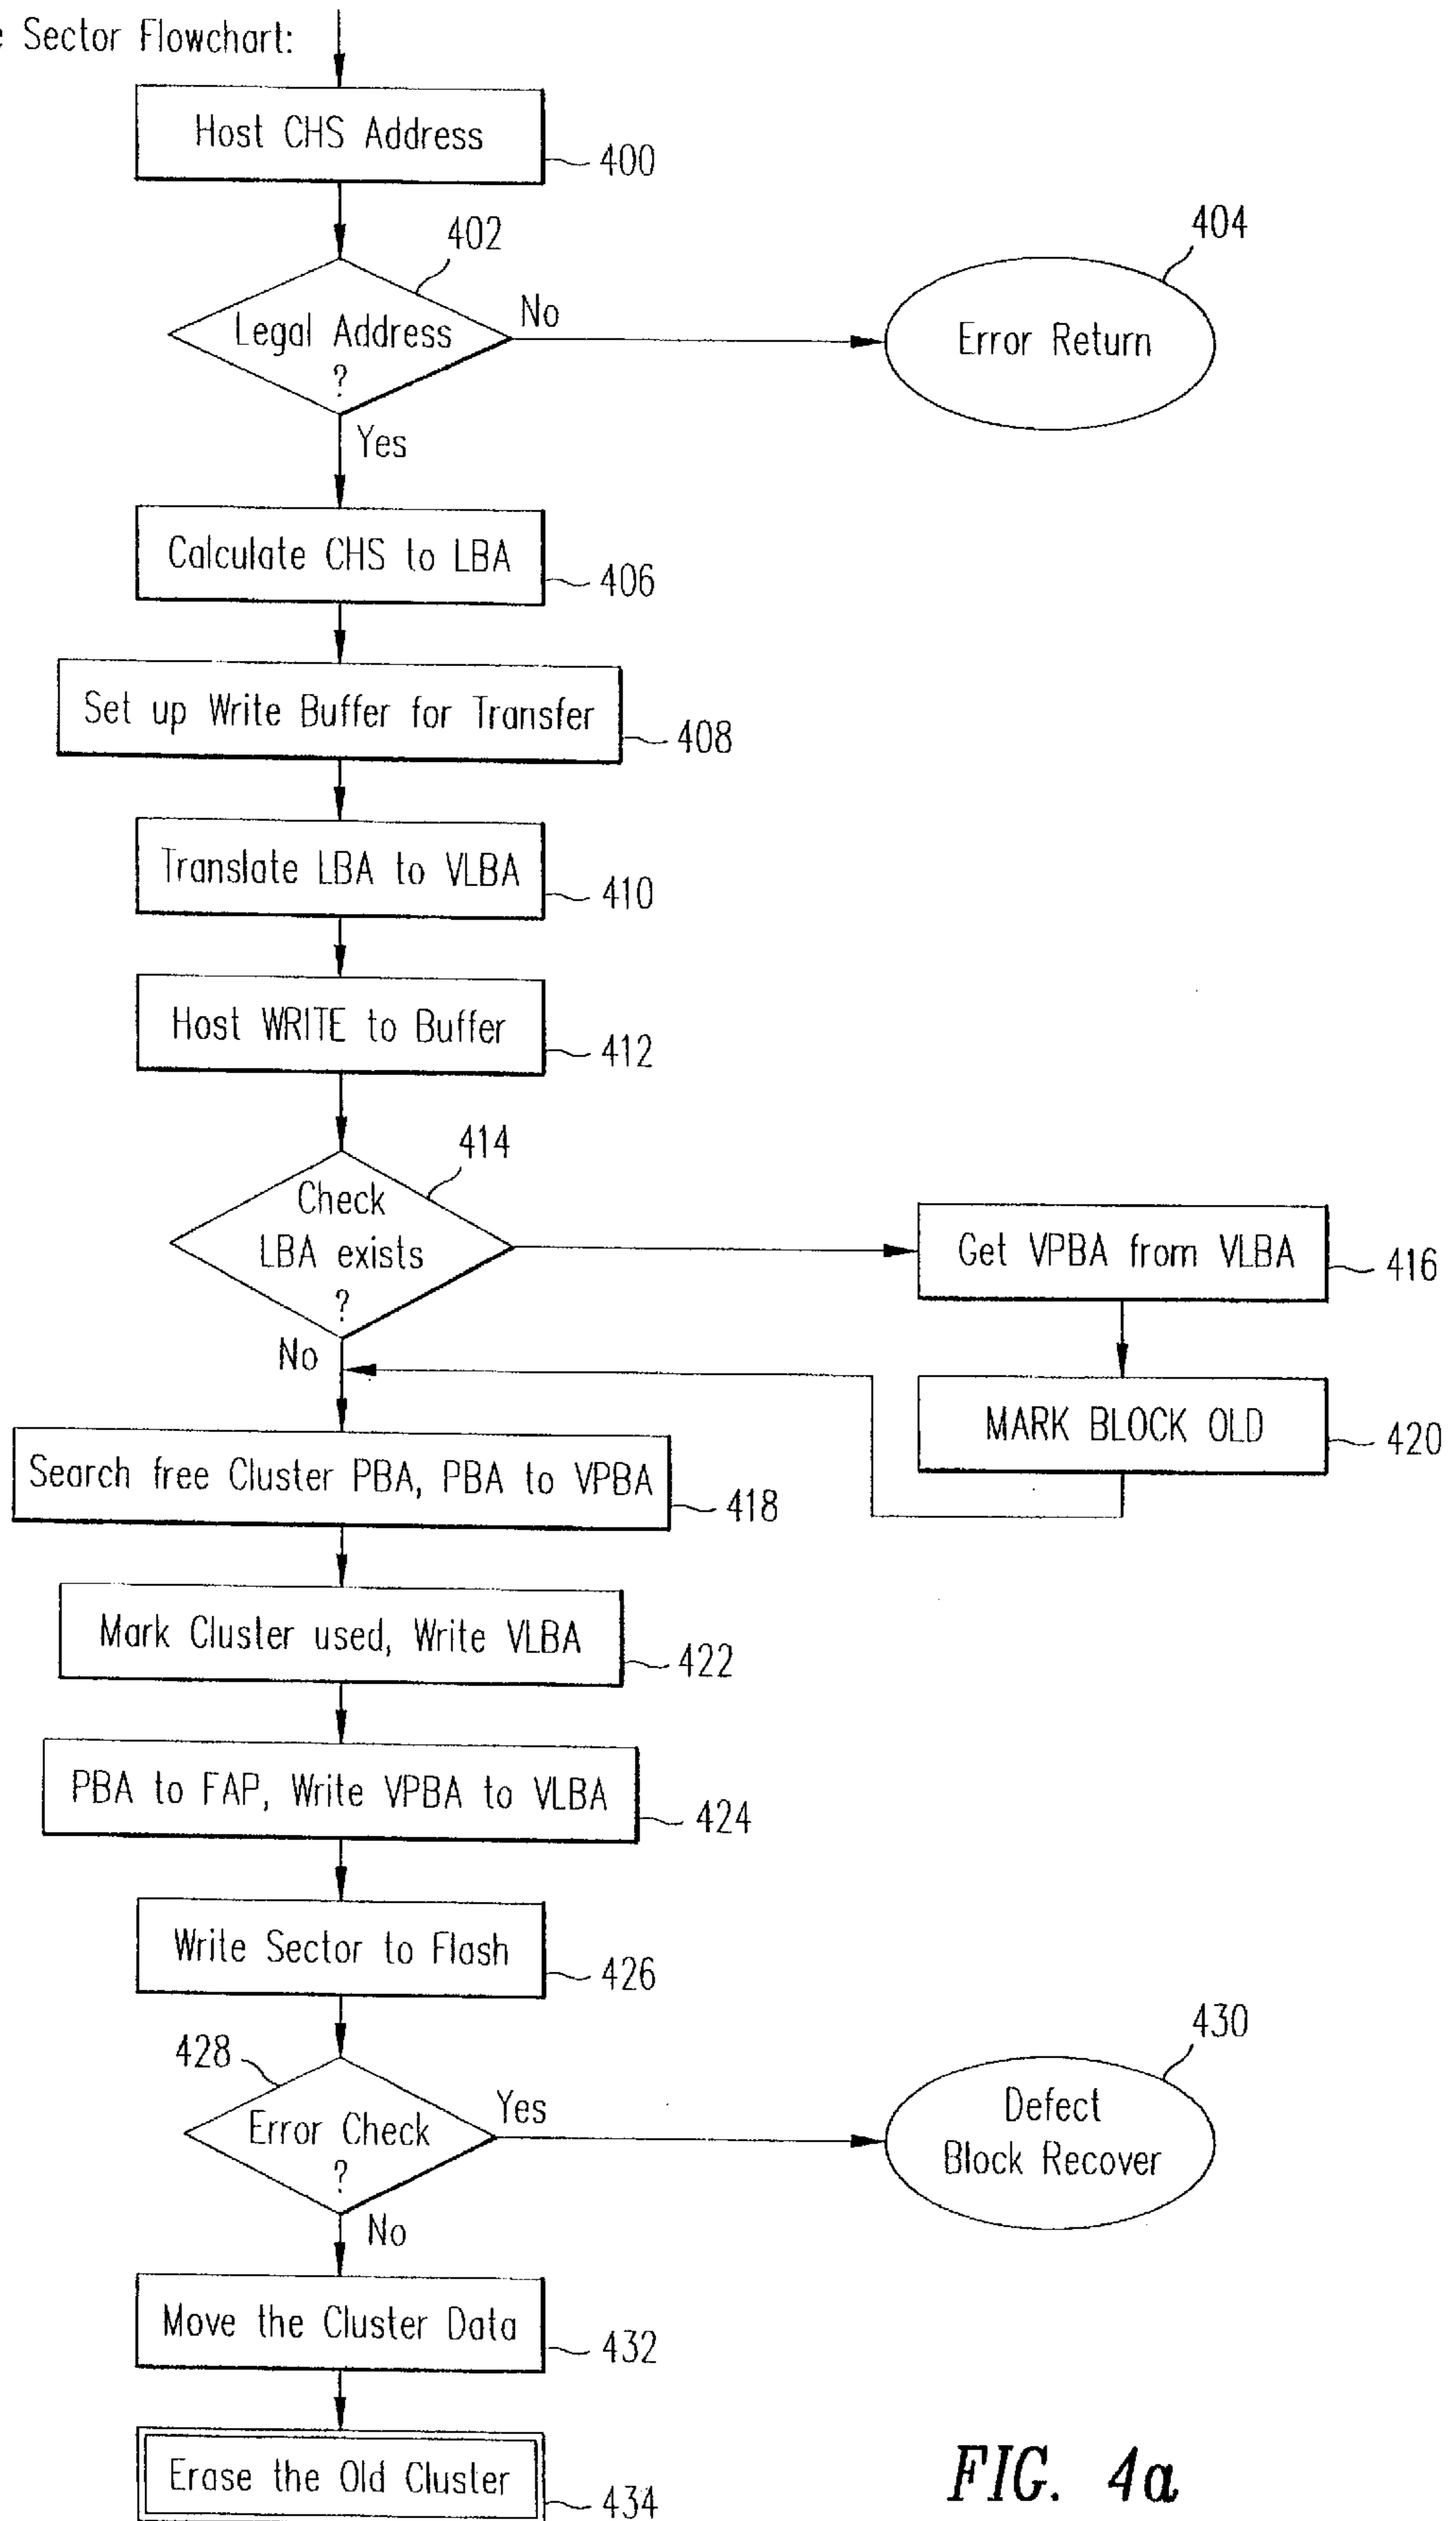 Sector Flowchart:
Host CHS Address
400
402
404
Legal Address
?
No
Error Return
Yes
Calculate CHS to LBA
406
Set up Write Buffer for Transfer
408
Translate LBA to VLBA
410
Host WRITE to Buffer
412
414
Check
LBA exists
?
Get VPBA from VLBA
416
No
MARK BLOCK OLD
420
Search free Cluster PBA, PBA to VPBA
418
Mark Cluster used, Write VLBA
422
PBA to FAP, Write VPBA to VLBA
424
Write Sector to Flash
426
428
430
Error Check
?
Yes
Defect
Block Recover
No
Move the Cluster Data
432
Erase the Old Cluster
434
FIG. 4a